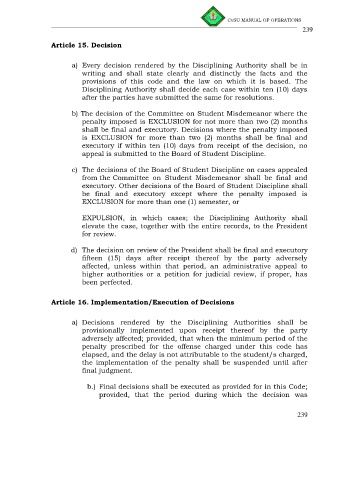 CvSU MANUAL OF OPERATIONS
239
Article 15. Decision
a) Every decision rendered by the Disciplining Authority shall be in
writing and shall state clearly and distinctly the facts and the
provisions of this code and the law on which it is based. The
Disciplining Authority shall decide each case within ten (10) days
after the parties have submitted the same for resolutions.
b) The decision of the Committee on Student Misdemeanor where the
penalty imposed is EXCLUSION for not more than two (2) months
shall be final and executory. Decisions where the penalty imposed
is EXCLUSION for more than two (2) months shall be final and
executory if within ten (10) days from receipt of the decision, no
appeal is submitted to the Board of Student Discipline.
c) The decisions of the Board of Student Discipline on cases appealed
from the Committee on Student Misdemeanor shall be final and
executory. Other decisions of the Board of Student Discipline shall
be final and executory except where the penalty imposed is
EXCLUSION for more than one (1) semester, or
EXPULSION, in which cases; the Disciplining Authority shall
elevate the case, together with the entire records, to the President
for review.
d) The decision on review of the President shall be final and executory
fifteen (15) days after receipt thereof by the party adversely
affected, unless within that period, an administrative appeal to
higher authorities or a petition for judicial review, if proper, has
been perfected.
Article 16. Implementation/Execution of Decisions
a) Decisions rendered by the Disciplining Authorities shall be
provisionally implemented upon receipt thereof by the party
adversely affected; provided, that when the minimum period of the
penalty prescribed for the offense charged under this code has
elapsed, and the delay is not attributable to the student/s charged,
the implementation of the penalty shall be suspended until after
final judgment.
b.) Final decisions shall be executed as provided for in this Code;
provided, that the period during which the decision was
239